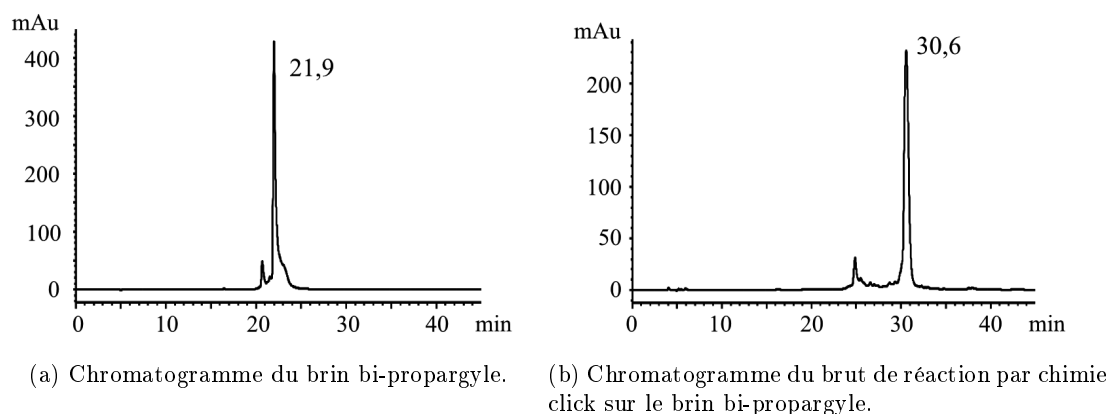 mAu
400
300
200
100
0
21,9
0 10 20 30 40 min
(a) Chromatogramme du brin bi-propargyle.
mAu
200
150
100
50
0
30,6
0 10 20 30 40 min
(b) Chromatogramme du brut de réaction par chimie
click sur le brin bi-propargyle.